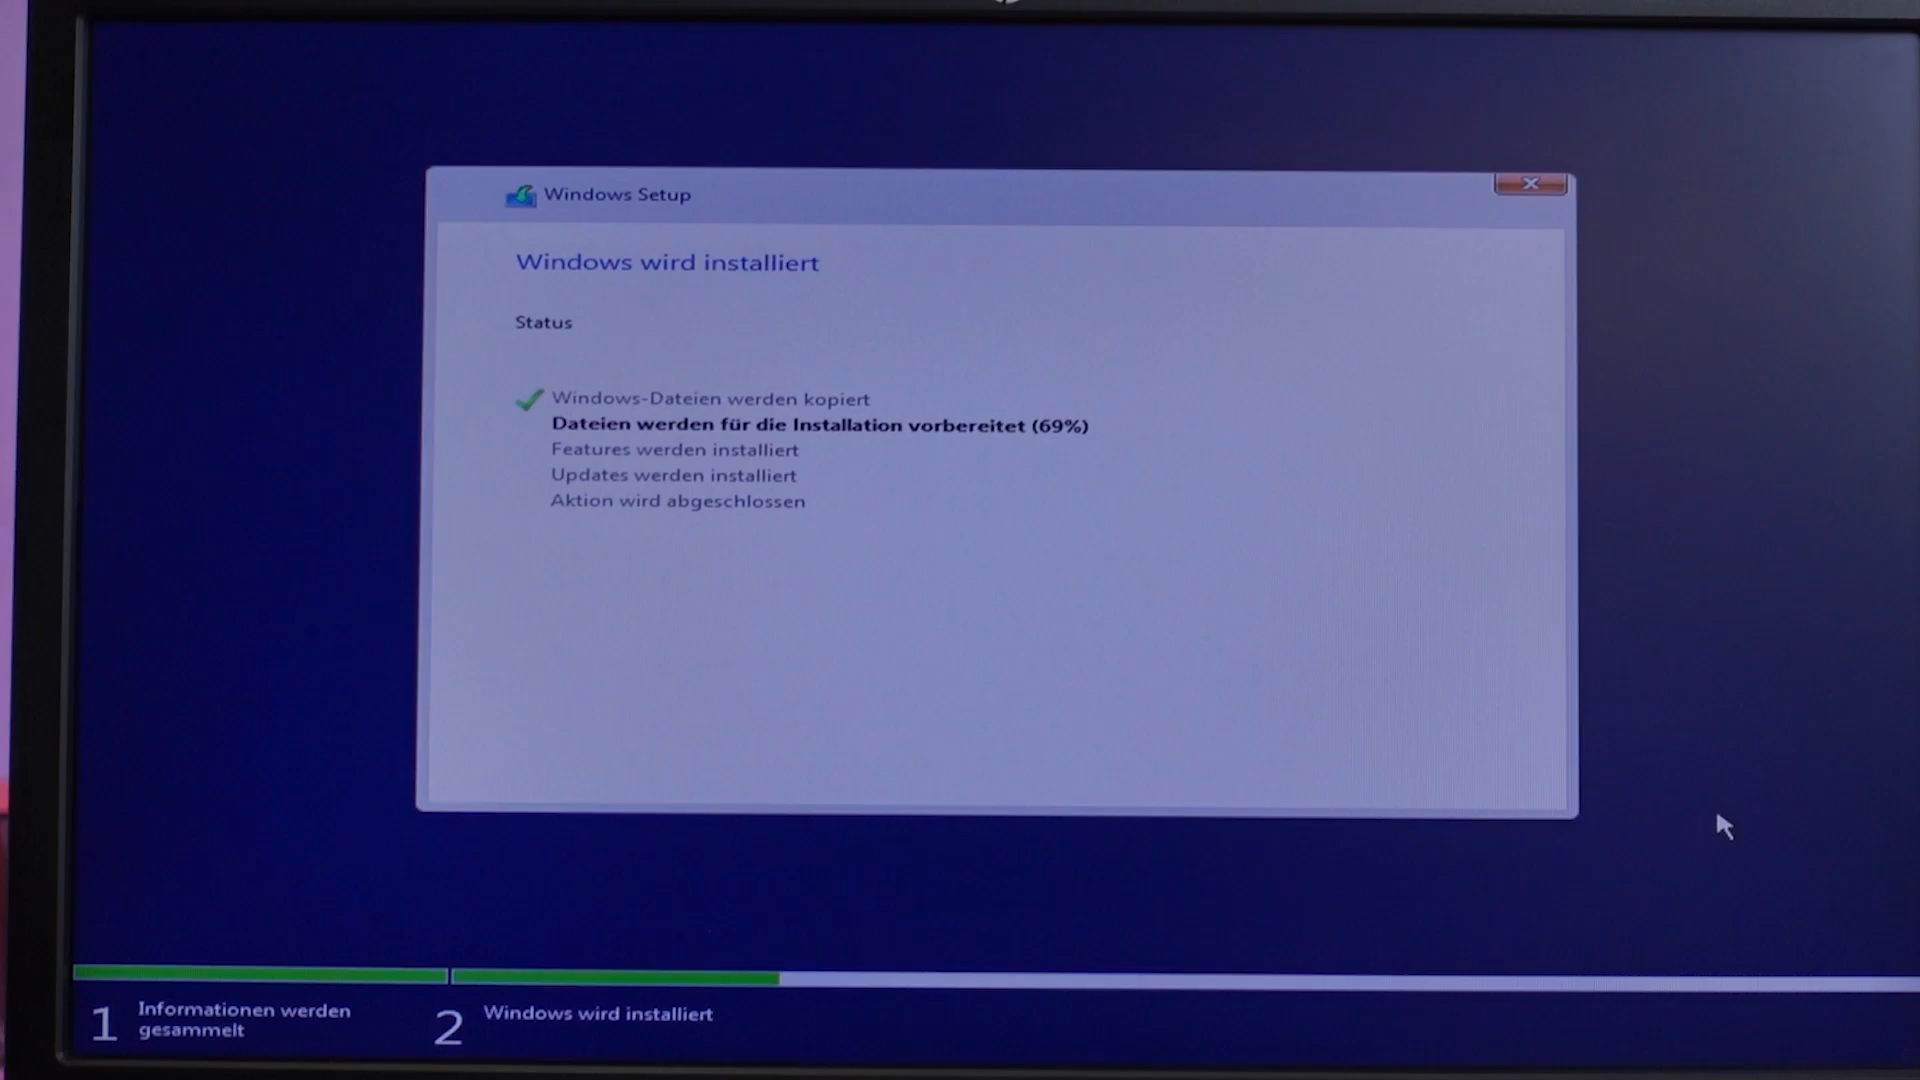 Windows Setup
Windows wird installiert
Status
Windows-Dateien werden kopiert
Dateien werden für die Installation vorbereitet (69%)
Features werden installiert
Updates werden installiert
Aktion wird abgeschlossen
1 Informationen werden
gesammelt
2 Windows wird installiert